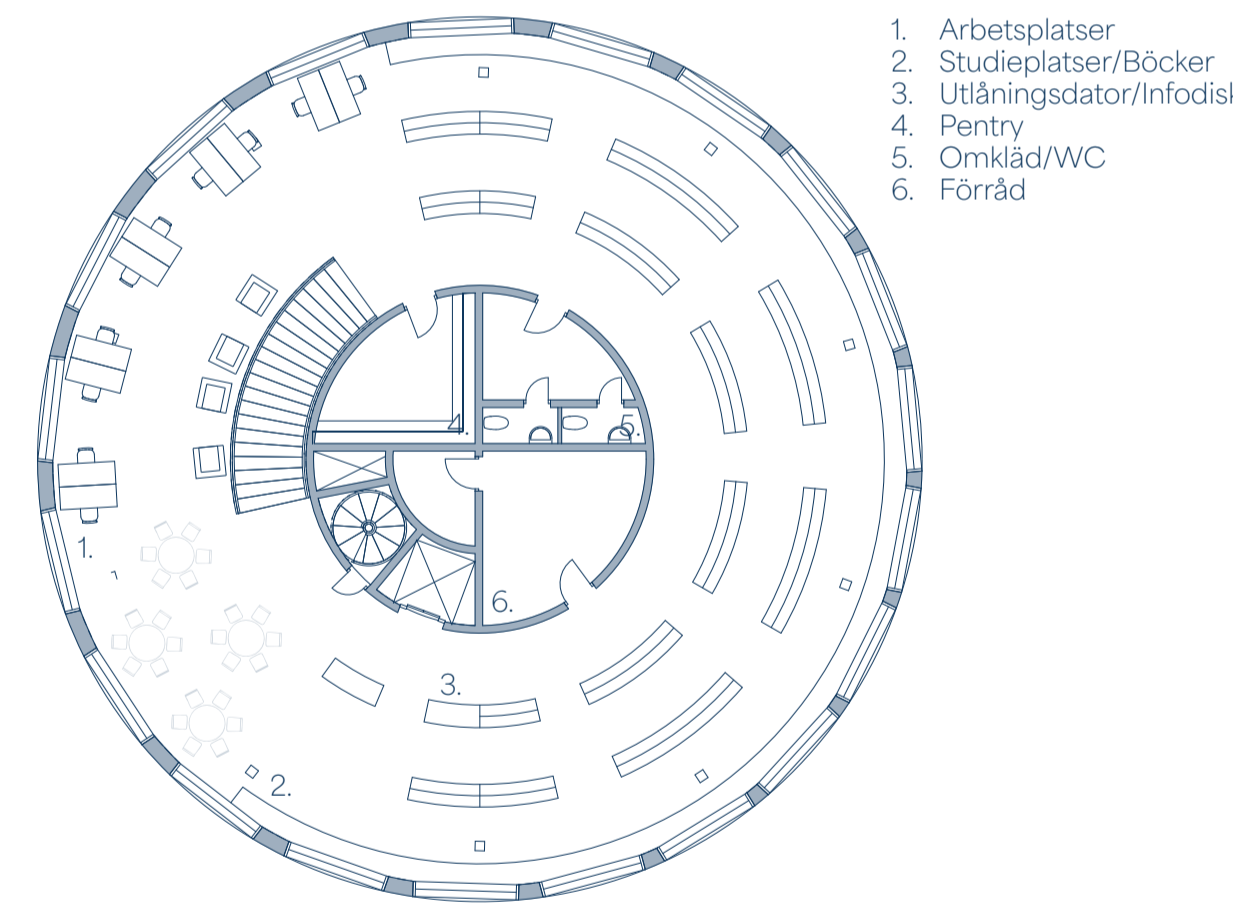 1. Arbetsplatser
2. Studieplatser/Böcker
3. Utlåningsdator/Infodisk
4. Pentry
5. Omkläd/WC
6. Förråd
4.
5.
1.
6.
3.
2.